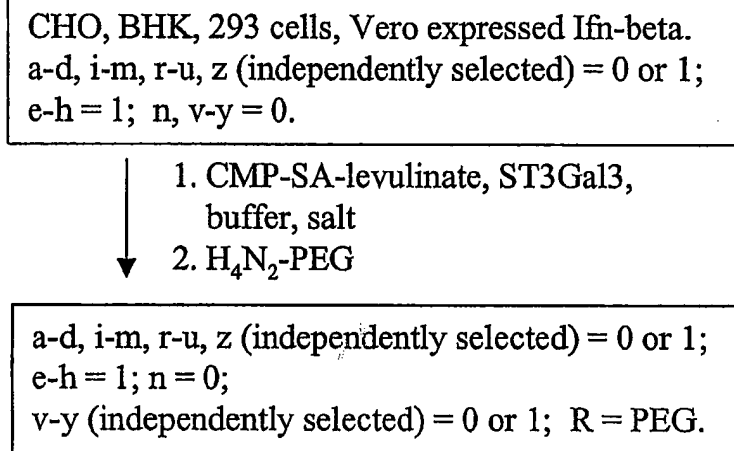 CHO, BHK, 293 cells, Vero expressed Ifn-beta.
a-d, i-m, r-u, z (independently selected) = 0 or 1;
e-h = 1; n, v-y = 0.
1. CMP-SA-levulinate, ST3Gal3,
buffer, salt
2. H₄N₂-PEG
a-d, i-m, r-u, z (independently selected) = 0 or 1;
e-h = 1; n = 0;
v-y (independently selected) = 0 or 1; R = PEG.